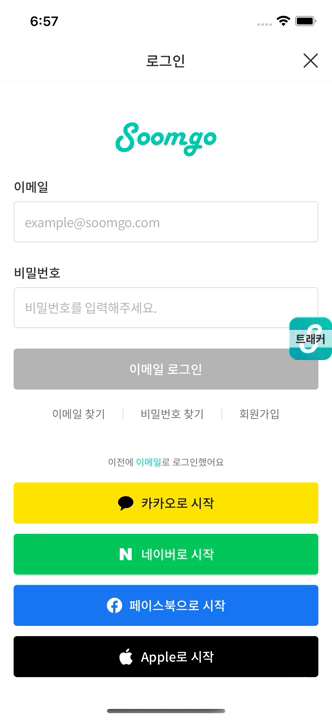 6:57
로그인
Soomgo
이메일
example@soomgo.com
비밀번호
비밀번호를 입력해주세요.
트래커
이메일 로그인
이메일 찾기 | 비밀번호 찾기 | 회원가입
이전에 이메일로 로그인했어요
카카오로 시작
N 네이버로 시작
페이스북으로 시작
Apple로 시작